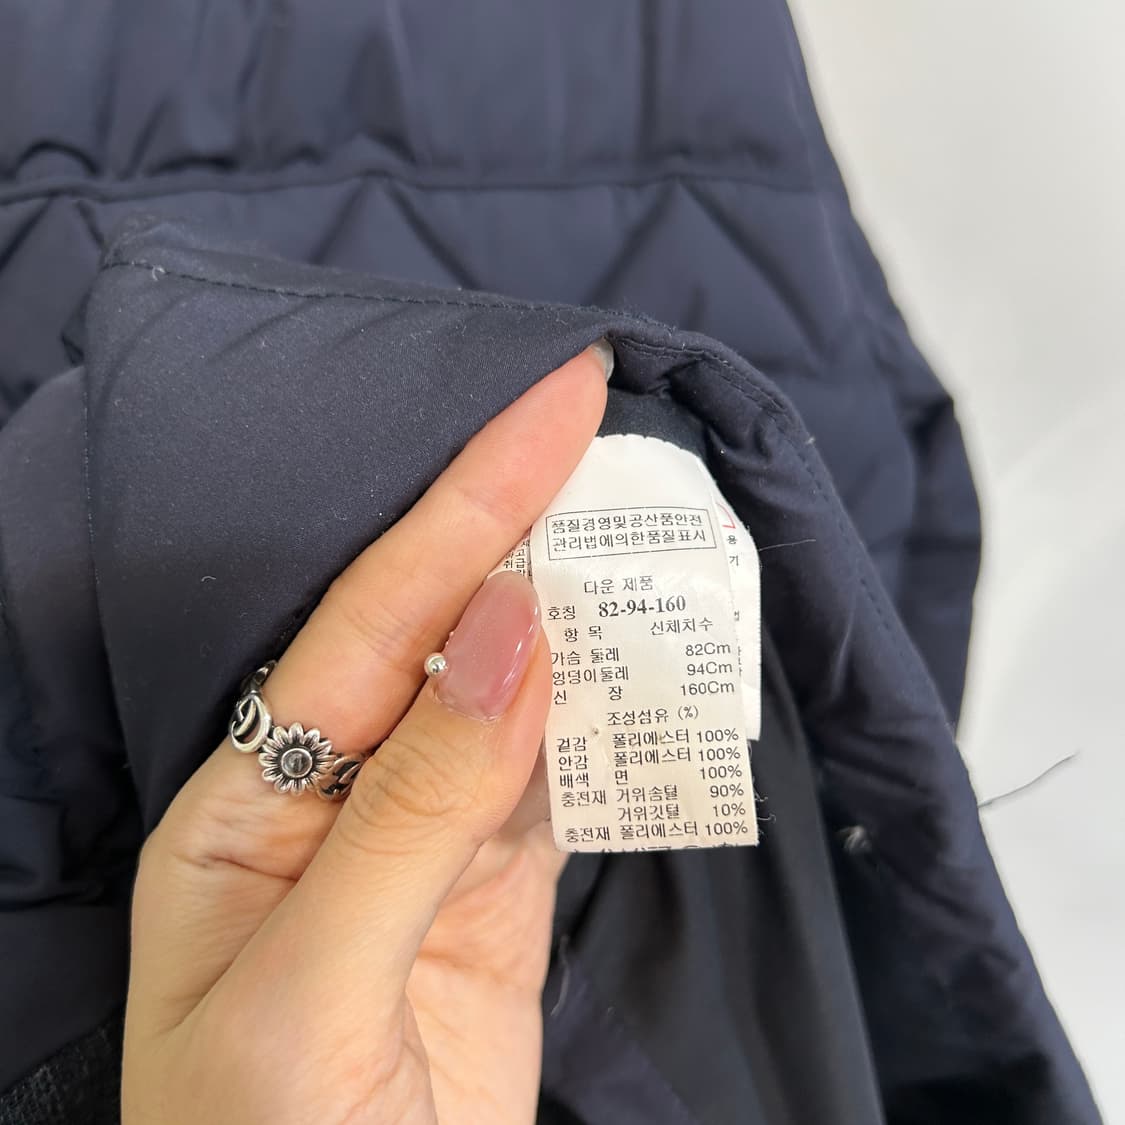 품질경영및공산품안전
관리법에의한품질표시
다운 제품
호칭 82-94-160
항 목 신체치수
가슴 둘레 82Cm
엉덩이둘레 94Cm
신 장 160Cm
조성섬유 (%)
겉감 폴리에스터 100%
안감 폴리에스터 100%
배색 면 100%
충전재 거위솜털 90%
거위깃털 10%
충전재 폴리에스터 100%
용
기